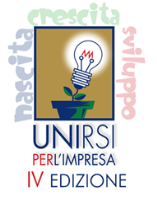 nascita
crescita
sviluppo
UNIRSI
PER L'IMPRESA
IV EDIZIONE